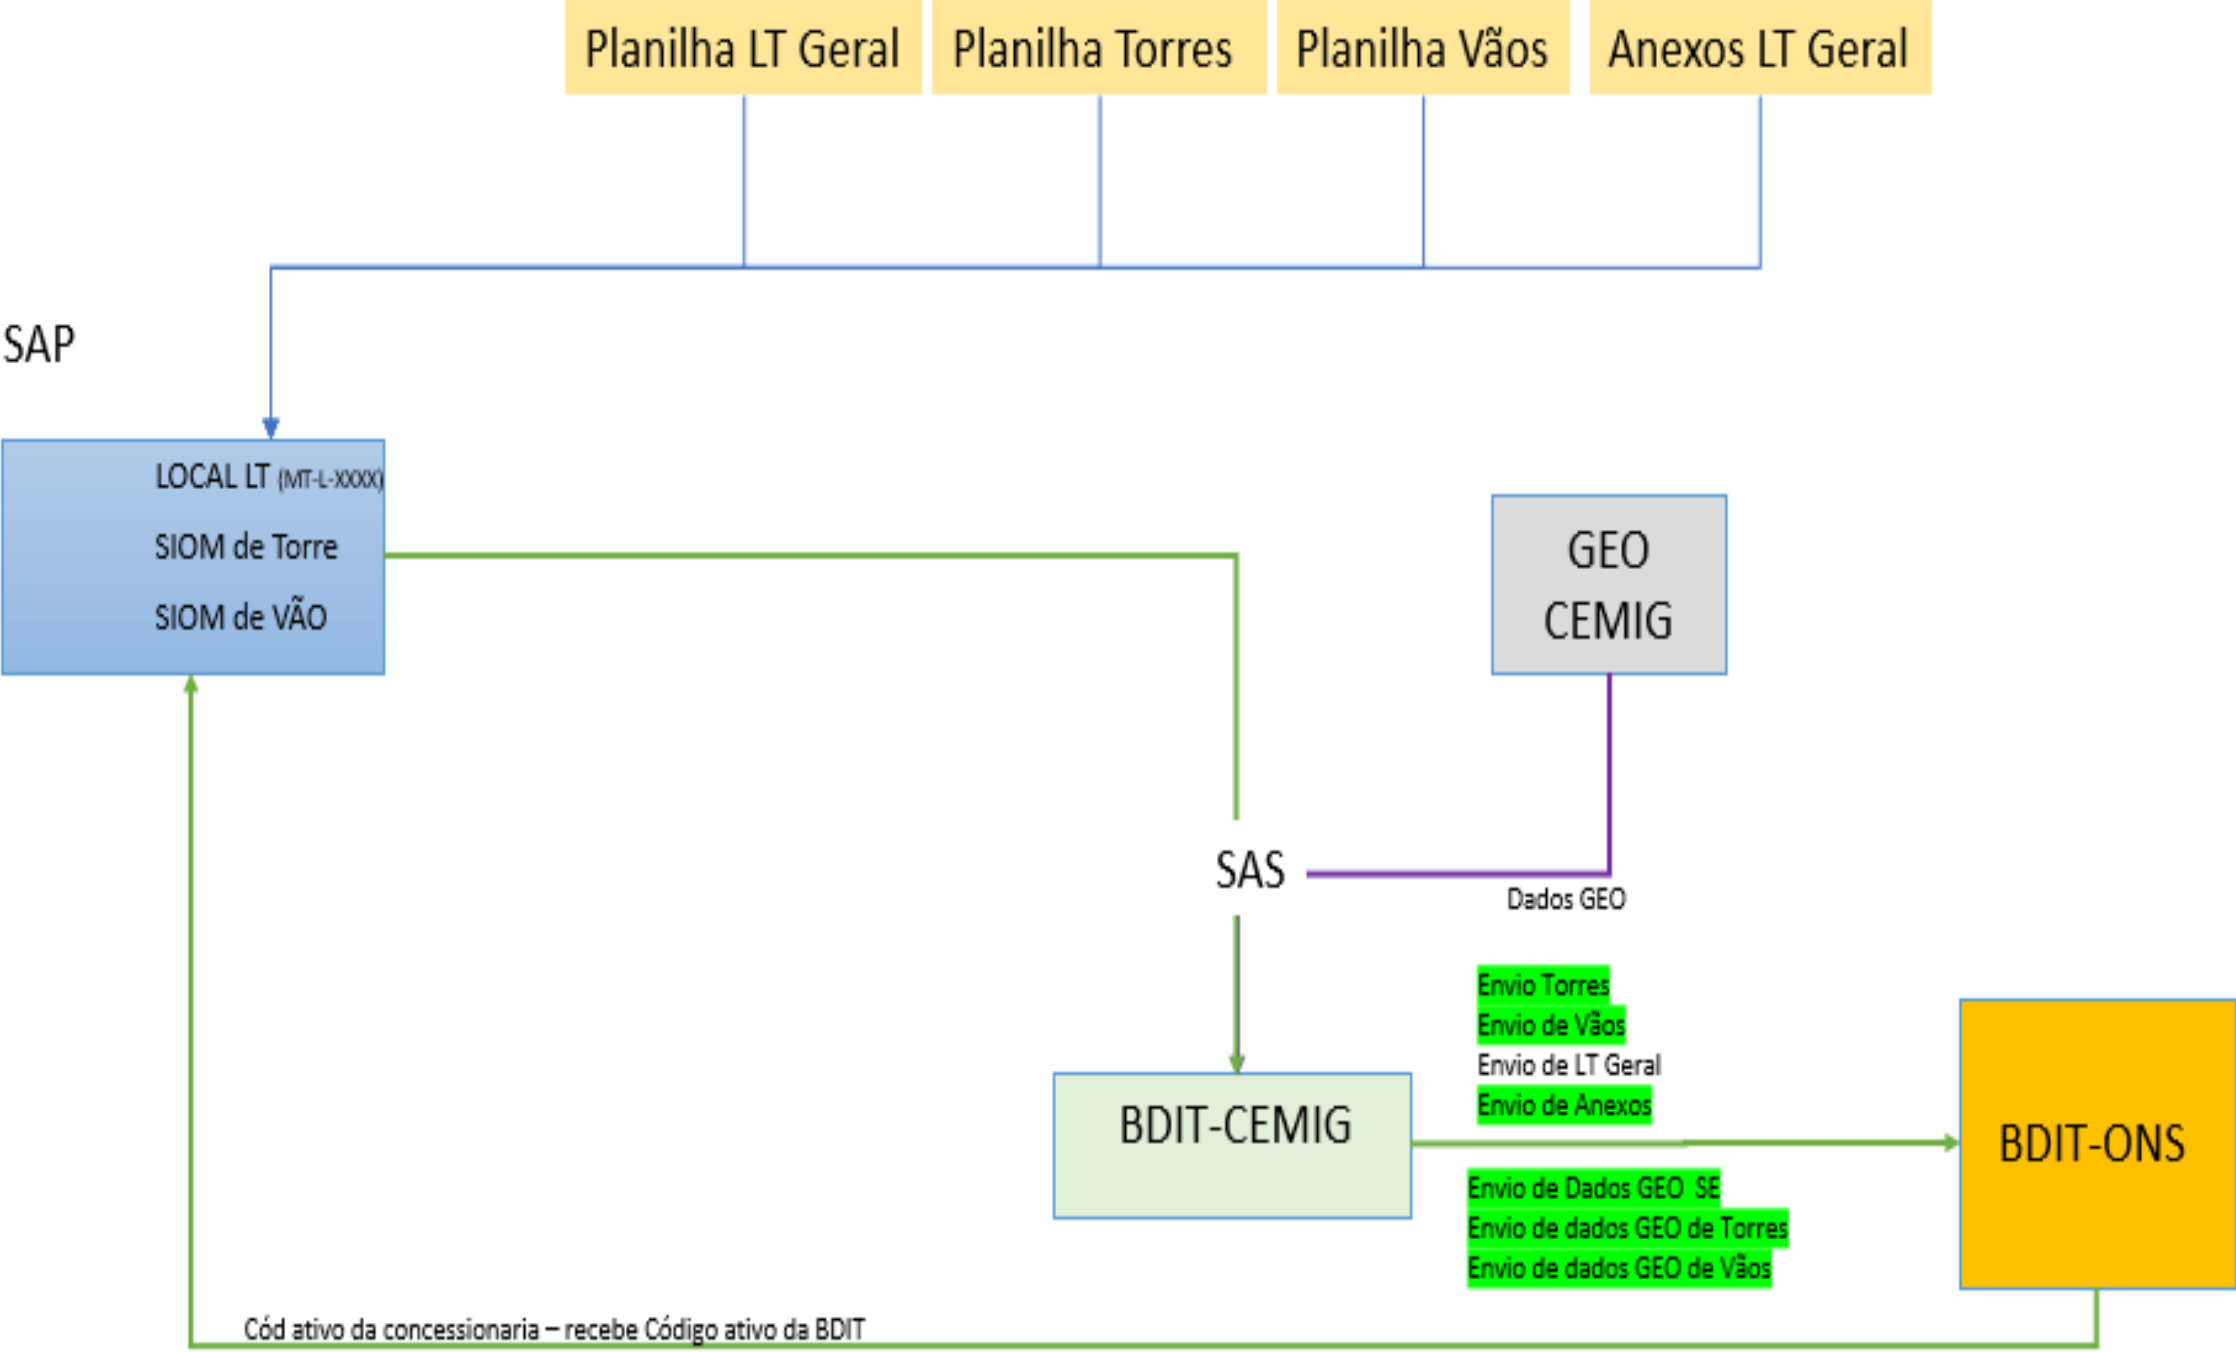 Planilha LT Geral
Planilha Torres
Planilha Vãos
Anexos LT Geral
SAP
LOCAL LT (MT-L-XXXX)
SIOM de Torre
SIOM de VÃO
GEO
CEMIG
SAS
Dados GEO
Envio Torres
Envio de Vãos
Envio de LT Geral
Envio de Anexos
BDIT-CEMIG
BDIT-ONS
Envio de Dados GEO  SE
Envio de dados GEO de Torres
Envio de dados GEO de Vãos
Cód ativo da concessionaria – recebe Código ativo da BDIT